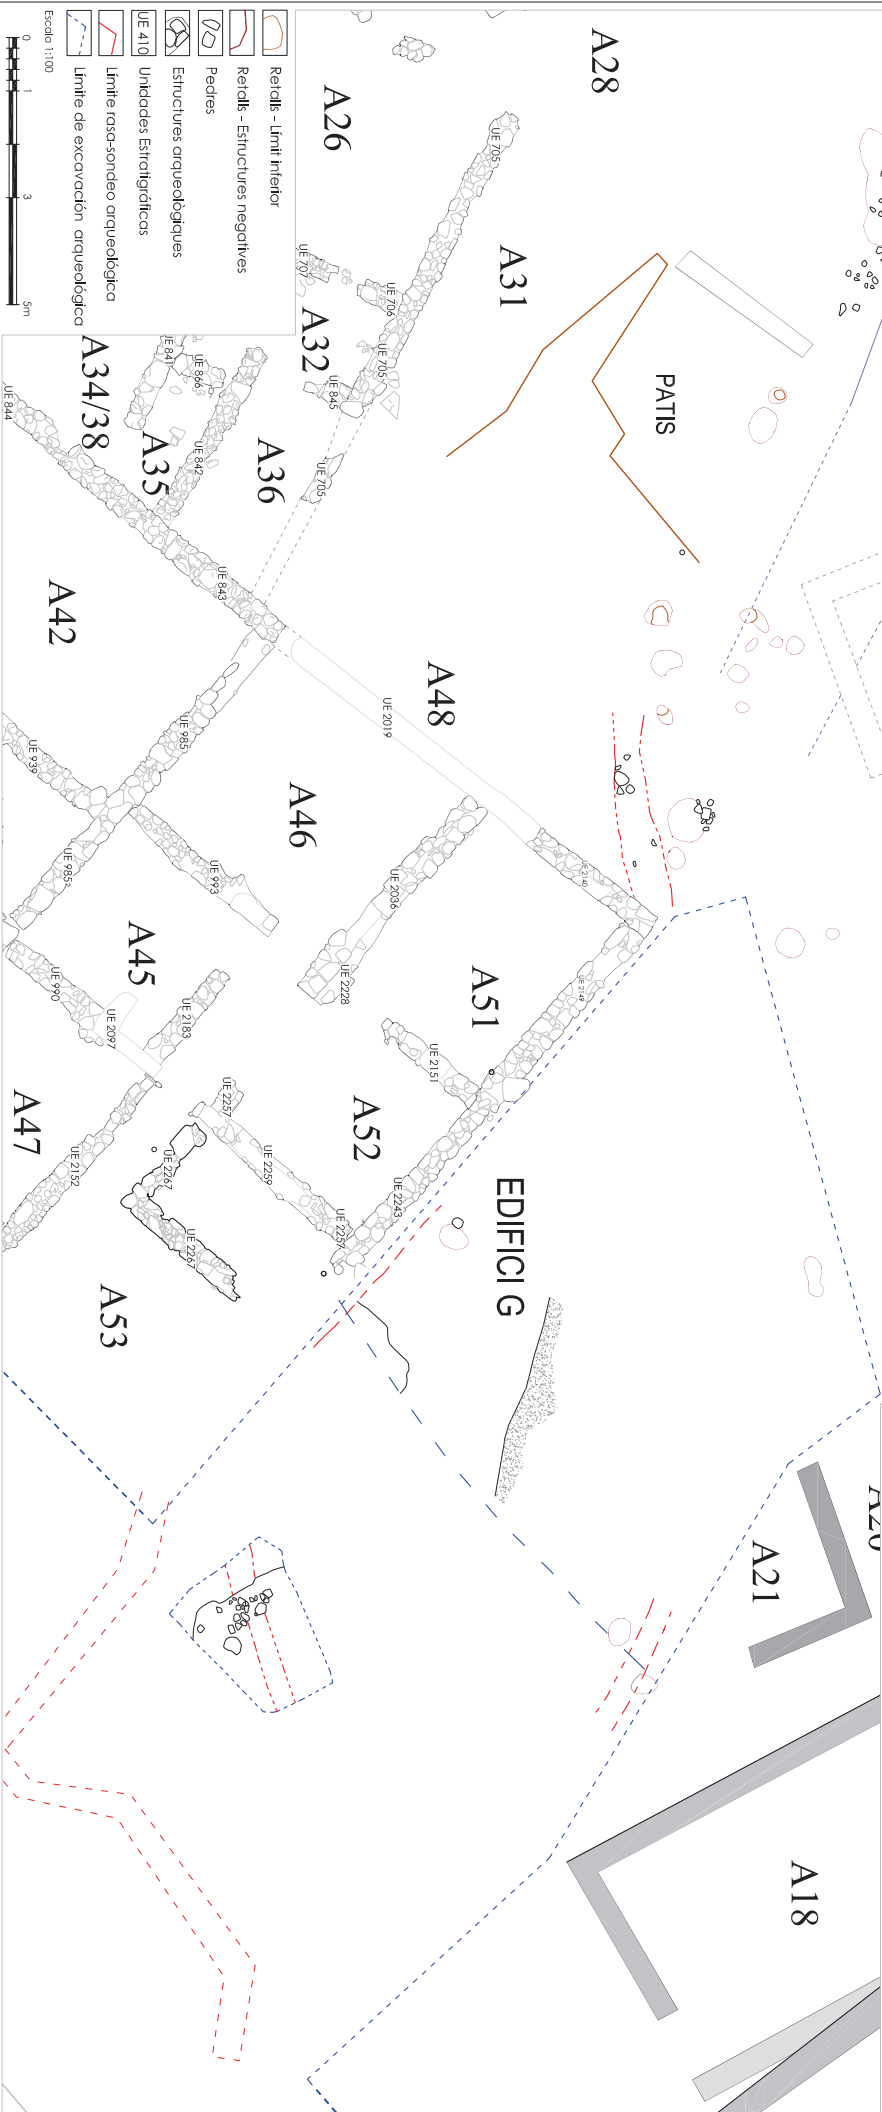 A28
A26
UE 705
A31
UE 707
UE 706
A32
UE 705
UE 845
PATIS
Retalls - Límit inferior
Retalls - Estructures negatives
Pedres
Estructures arqueològiques
UE 410
Unidades Estratigráficas
Límite rasa-sondeo arqueológica
Límite de excavación arqueológica
Escala 1:100
0
1
3
5m
A34/38
UE 841
UE 866
UE 844
A35
UE 842
A36
UE 705
UE 843
A42
A48
UE 2019
UE 985
UE 939
A46
UE 993
UE 2036
UE 2140
UE 985
A45
UE 990
UE 2183
UE 2097
UE 2228
A51
UE 2149
UE 2151
A52
A47
UE 2152
UE 2257
UE 2267
UE 2259
UE 2243
UE 2257
UE 2267
A53
EDIFICI G
A21
A18